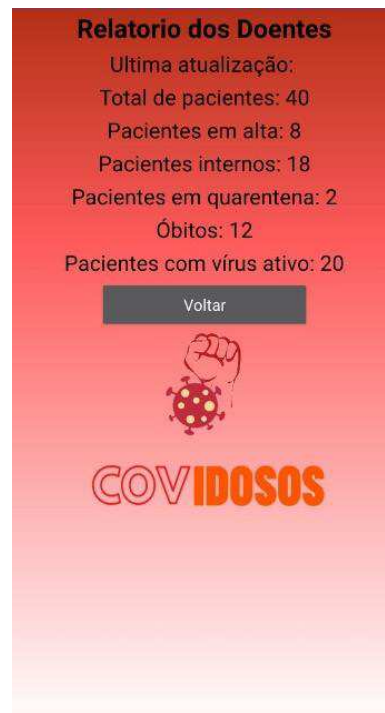 Relatorio dos Doentes
Ultima atualização:
Total de pacientes: 40
Pacientes em alta: 8
Pacientes internos: 18
Pacientes em quarentena: 2
Óbitos: 12
Pacientes com vírus ativo: 20
Voltar
COVIDOSOS